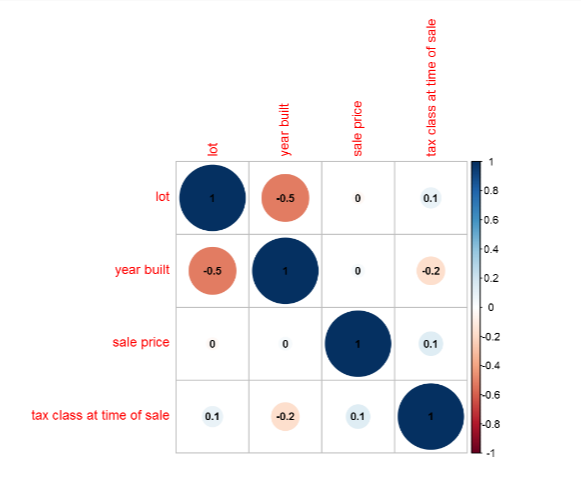 lot
year built
sale price
tax class at time of sale
lot 1 -0.5 0 0.1
year built -0.5 1 0 -0.2
sale price 0 0 1 0.1
tax class at time of sale 0.1 -0.2 0.1 1
1
0.8
0.6
0.4
0.2
0
-0.2
-0.4
-0.6
-0.8
-1